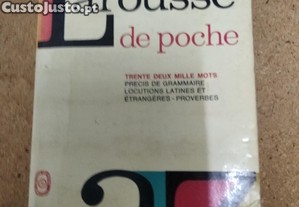 CustoJusto.pt
Larousse
de poche
TRENTE DEUX MILLE MOTS
PRÉCIS DE GRAMMAIRE
LOCUTIONS LATINES ET
ÉTRANGÈRES - PROVERBES